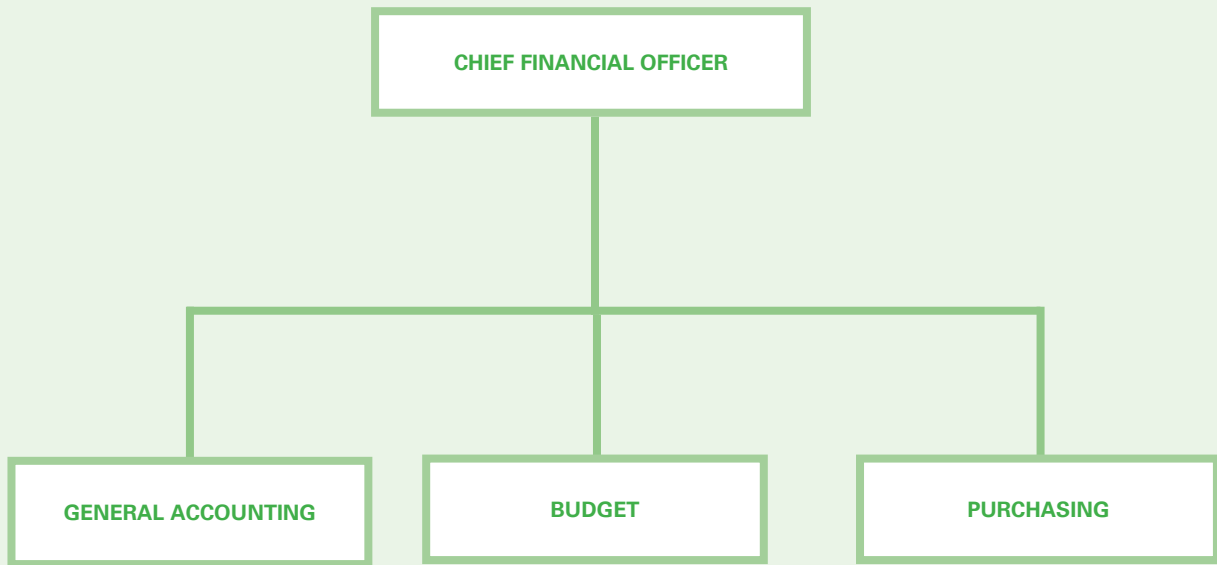 CHIEF FINANCIAL OFFICER
GENERAL ACCOUNTING
BUDGET
PURCHASING